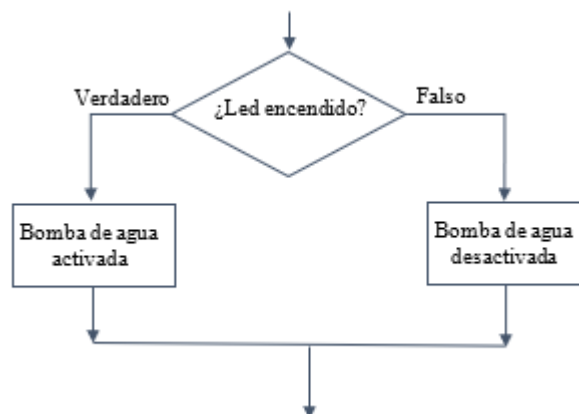 ¿Led encendido?
Verdadero
Falso
Bomba de agua
activada
Bomba de agua
desactivada